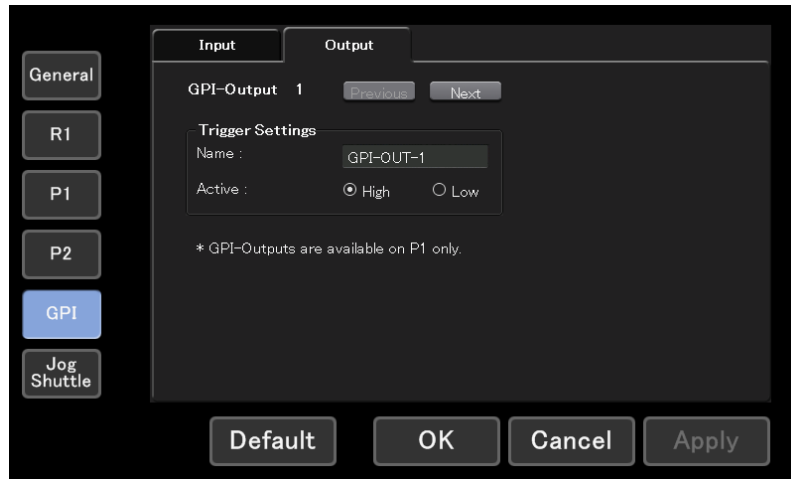 Input Output
General
GPI-Output 1 Previous Next
R1
Trigger Settings
Name : GPI-OUT-1
P1
Active : High Low
P2
* GPI-Outputs are available on P1 only.
GPI
Jog
Shuttle
Default OK Cancel Apply